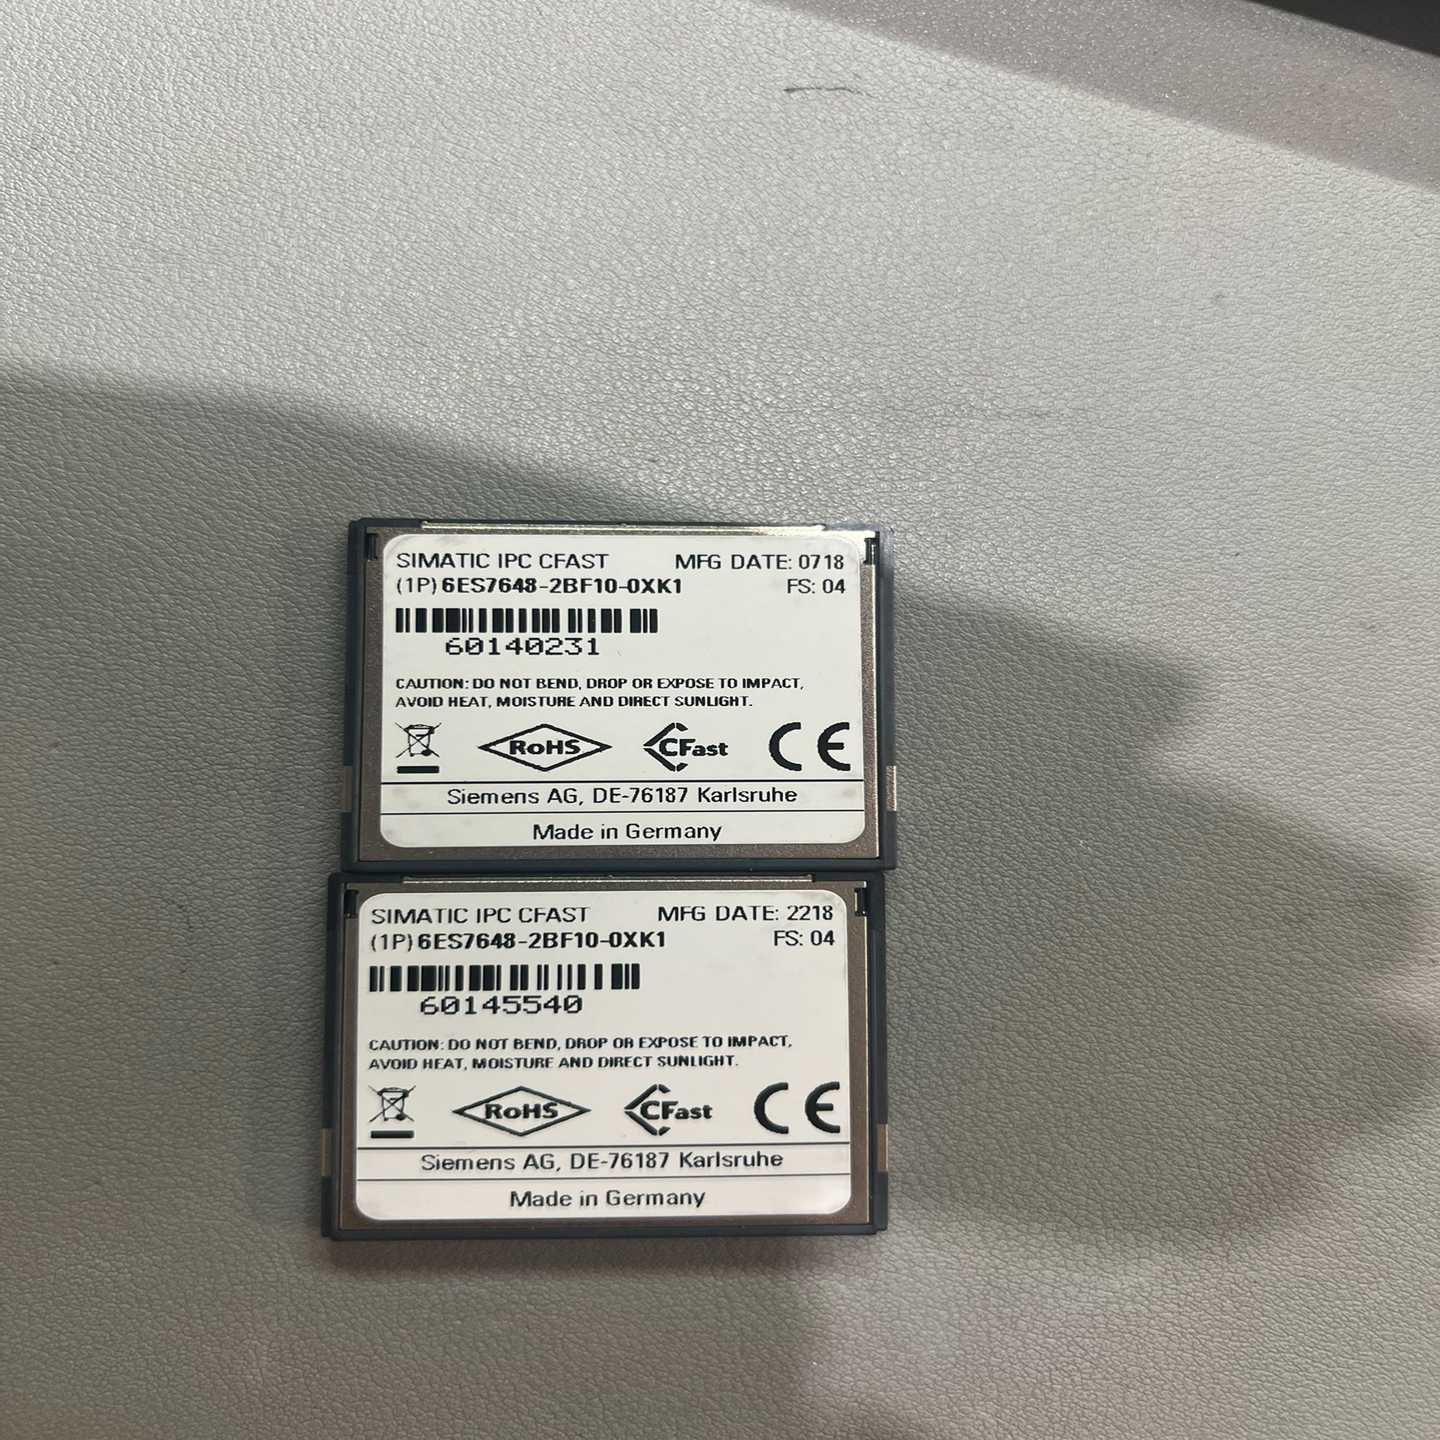 SIMATIC IPC CFAST MFG DATE: 0718
(1P) 6ES7648-2BF10-0XK1 FS: 04
60140231
CAUTION: DO NOT BEND, DROP OR EXPOSE TO IMPACT,
AVOID HEAT, MOISTURE AND DIRECT SUNLIGHT.
RoHS CFast CE
Siemens AG, DE-76187 Karlsruhe
Made in Germany
SIMATIC IPC CFAST MFG DATE: 2218
(1P) 6ES7648-2BF10-0XK1 FS: 04
60145540
CAUTION: DO NOT BEND, DROP OR EXPOSE TO IMPACT,
AVOID HEAT, MOISTURE AND DIRECT SUNLIGHT.
RoHS CFast CE
Siemens AG, DE-76187 Karlsruhe
Made in Germany